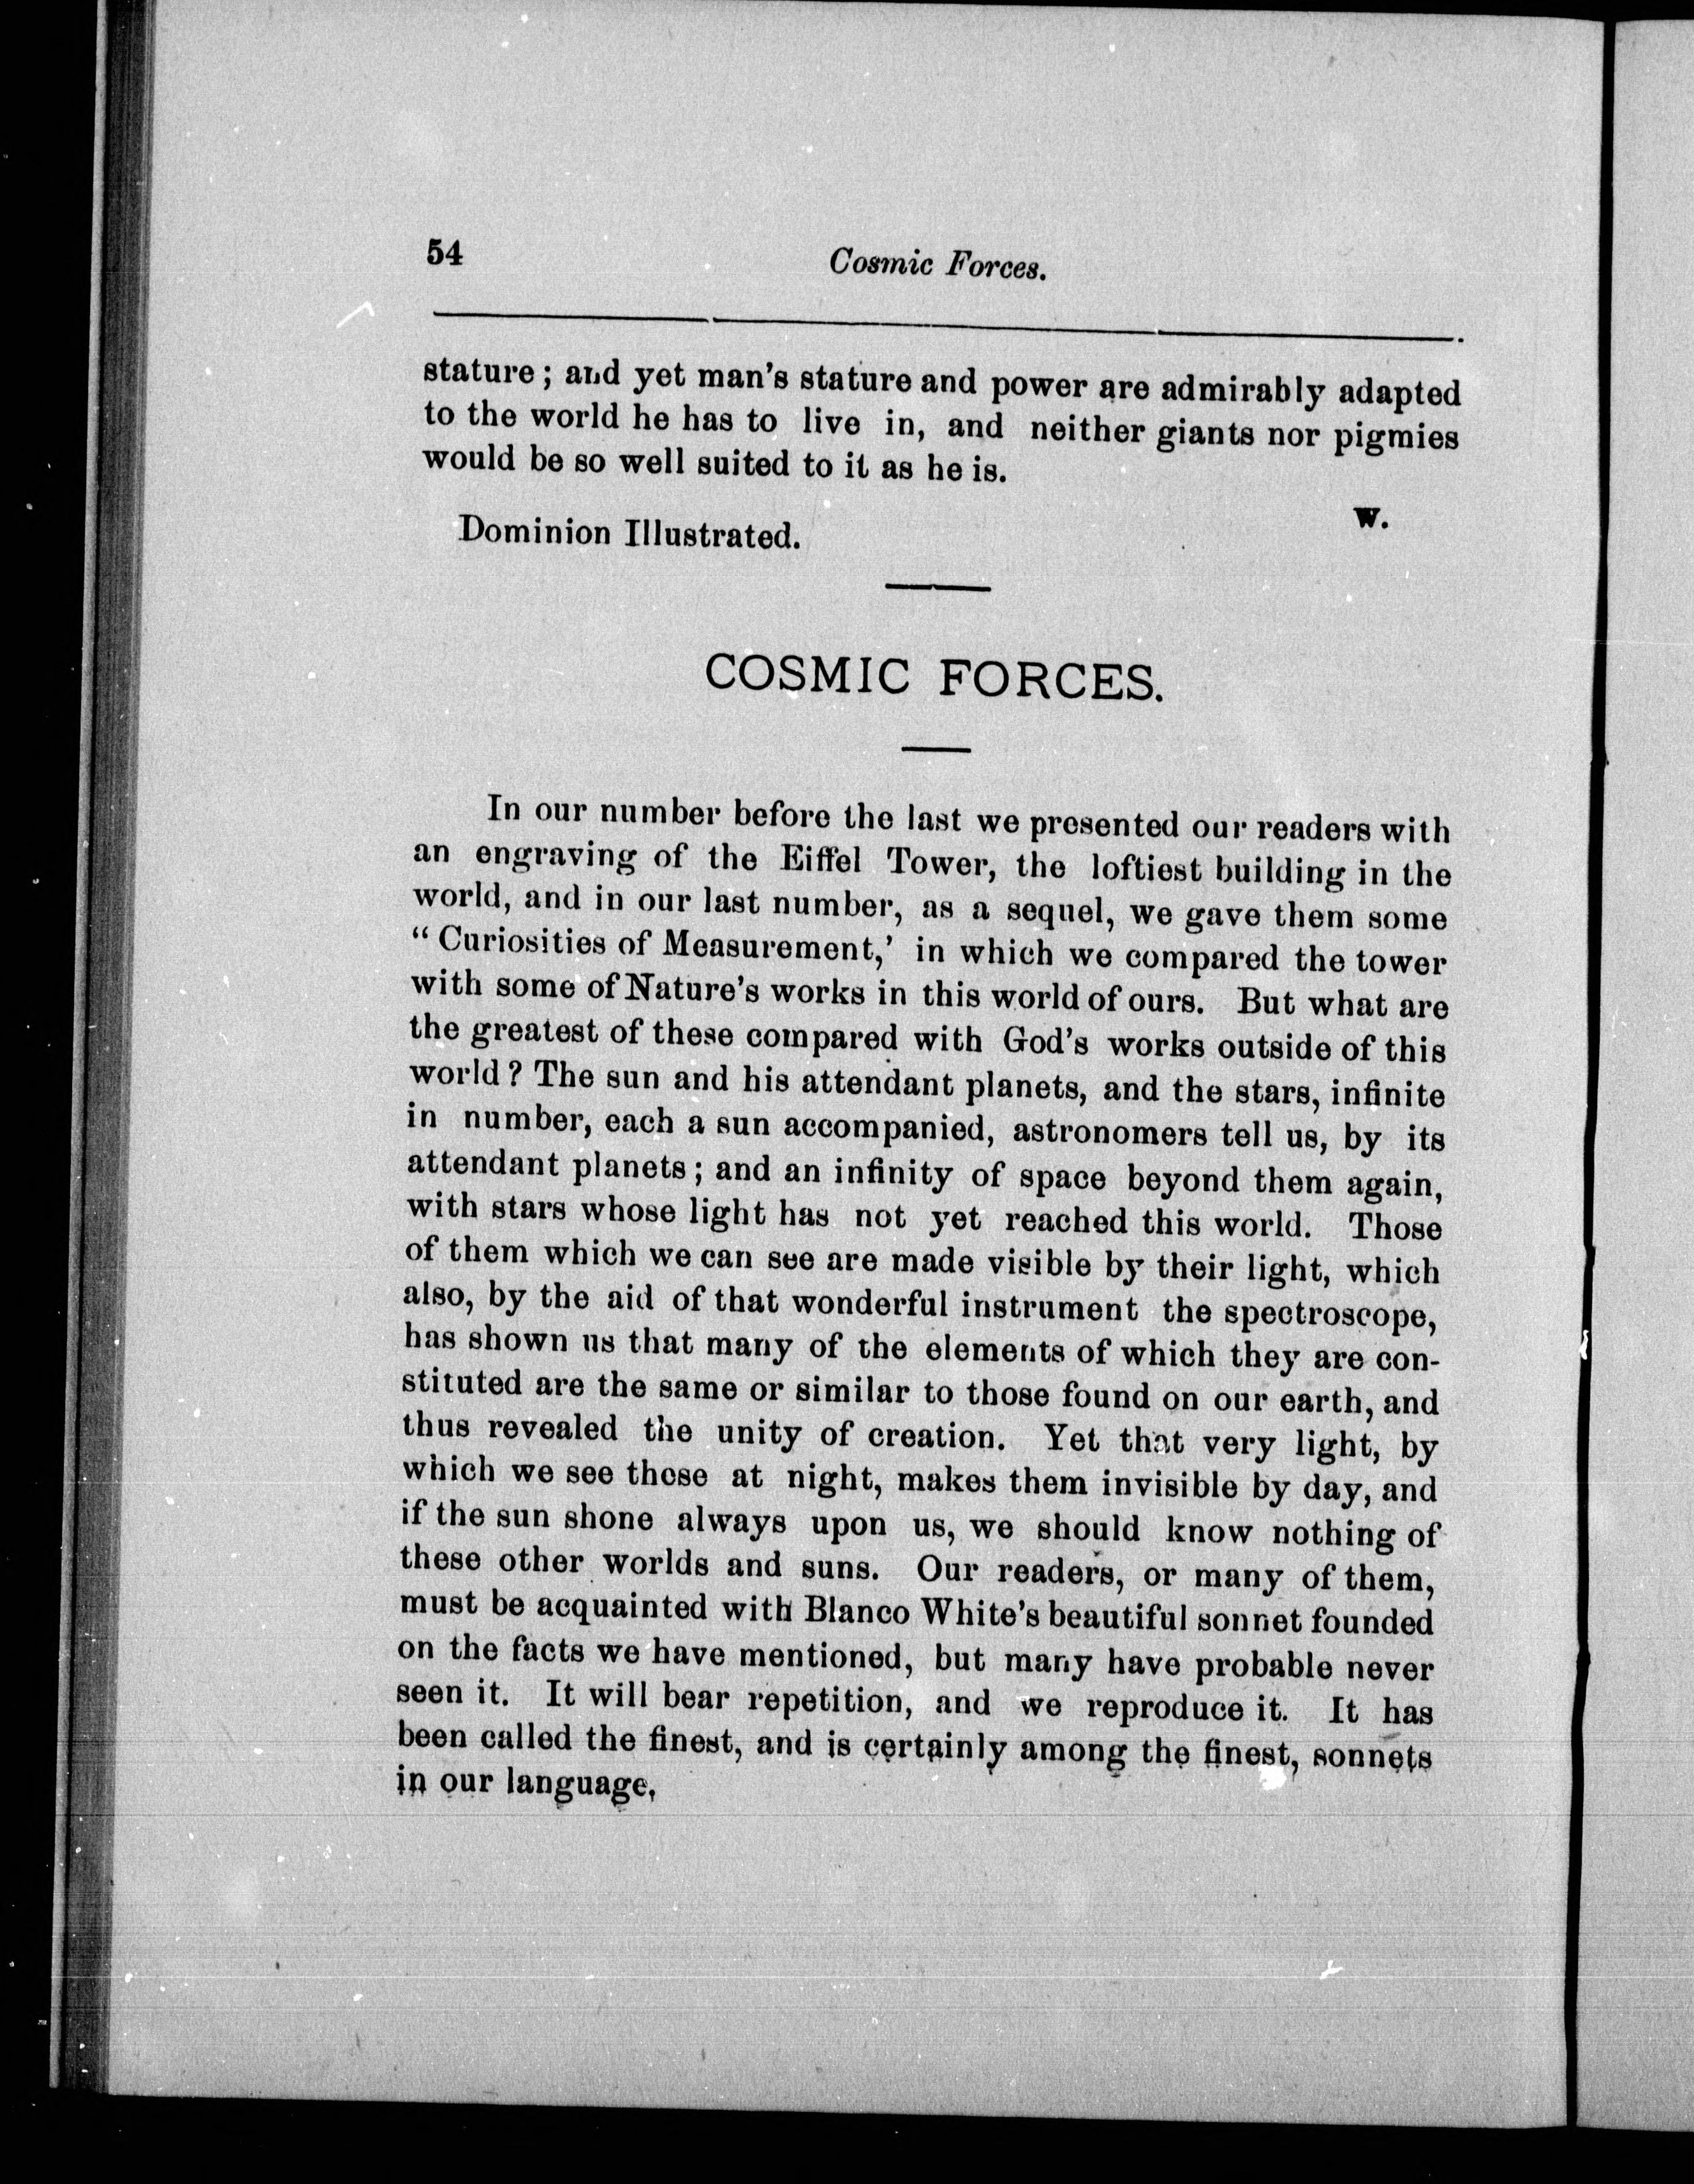 54
Cosmic Forces.
stature; and yet man's stature and power are admirably adapted
to the world he has to live in, and neither giants nor pigmies
would be so well suited to it as he is.
W.
Dominion Illustrated.
COSMIC FORCES.
In our number before the last we presented our readers with
an engraving of the Eiffel Tower, the loftiest building in the
world, and in our last number, as a sequel, we gave them some
"Curiosities of Measurement,' in which we compared the tower
with some of Nature's works in this world of ours. But what are
the greatest of these compared with God's works outside of this
world? The sun and his attendant planets, and the stars, infinite
in number, each a sun accompanied, astronomers tell us, by its
attendant planets; and an infinity of space beyond them again,
with stars whose light has not yet reached this world. Those
of them which we can see are made visible by their light, which
also, by the aid of that wonderful instrument the spectroscope,
has shown us that many of the elements of which they are con-
stituted are the same or similar to those found on our earth, and
thus revealed the unity of creation. Yet that very light, by
which we see those at night, makes them invisible by day, and
if the sun shone always upon us, we should know nothing of
these other worlds and suns. Our readers, or many of them,
must be acquainted with Blanco White's beautiful sonnet founded
on the facts we have mentioned, but many have probable never
seen it. It will bear repetition, and we reproduce it. It has
been called the finest, and is certainly among the finest, sonnets
in our language,